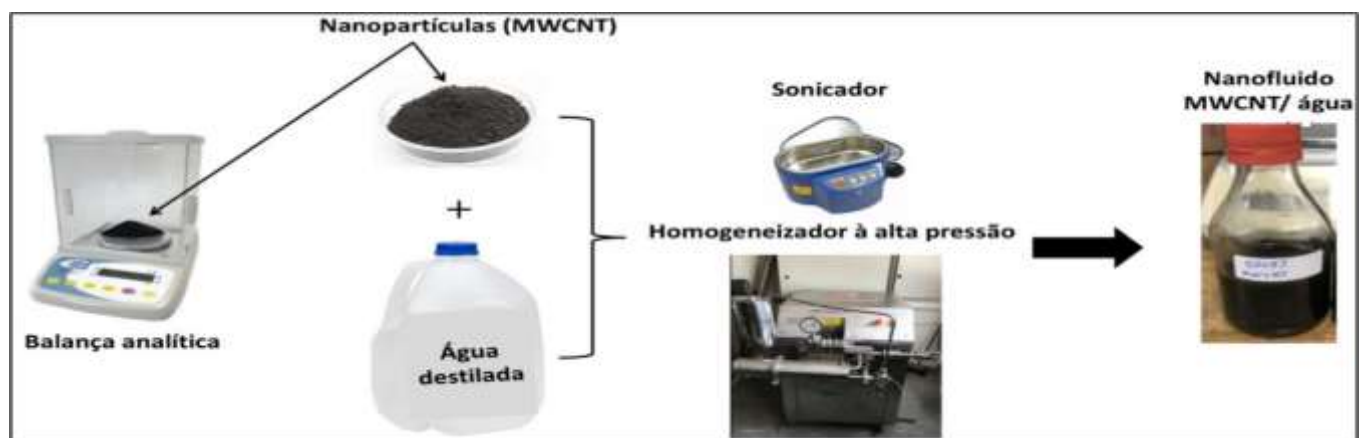 Nanopartículas (MWCNT)
Sonicador
Nanofluido
MWCNT/ água
+
Homogeneizador à alta pressão
Balança analítica
Água
destilada